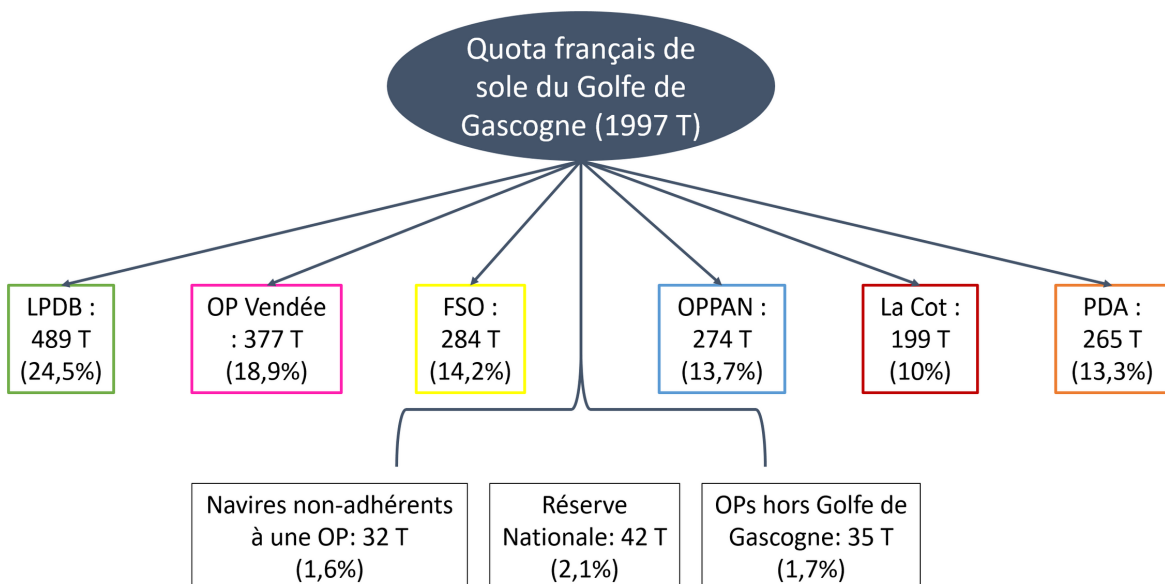 Quota français de
sole du Golfe de
Gascogne (1997 T)
LPDB :
489 T
(24,5%)
OP Vendée
: 377 T
(18,9%)
FSO :
284 T
(14,2%)
OPPAN :
274 T
(13,7%)
La Cot :
199 T
(10%)
PDA :
265 T
(13,3%)
Navires non-adhérents
à une OP: 32 T
(1,6%)
Réserve
Nationale: 42 T
(2,1%)
OPs hors Golfe de
Gascogne: 35 T
(1,7%)